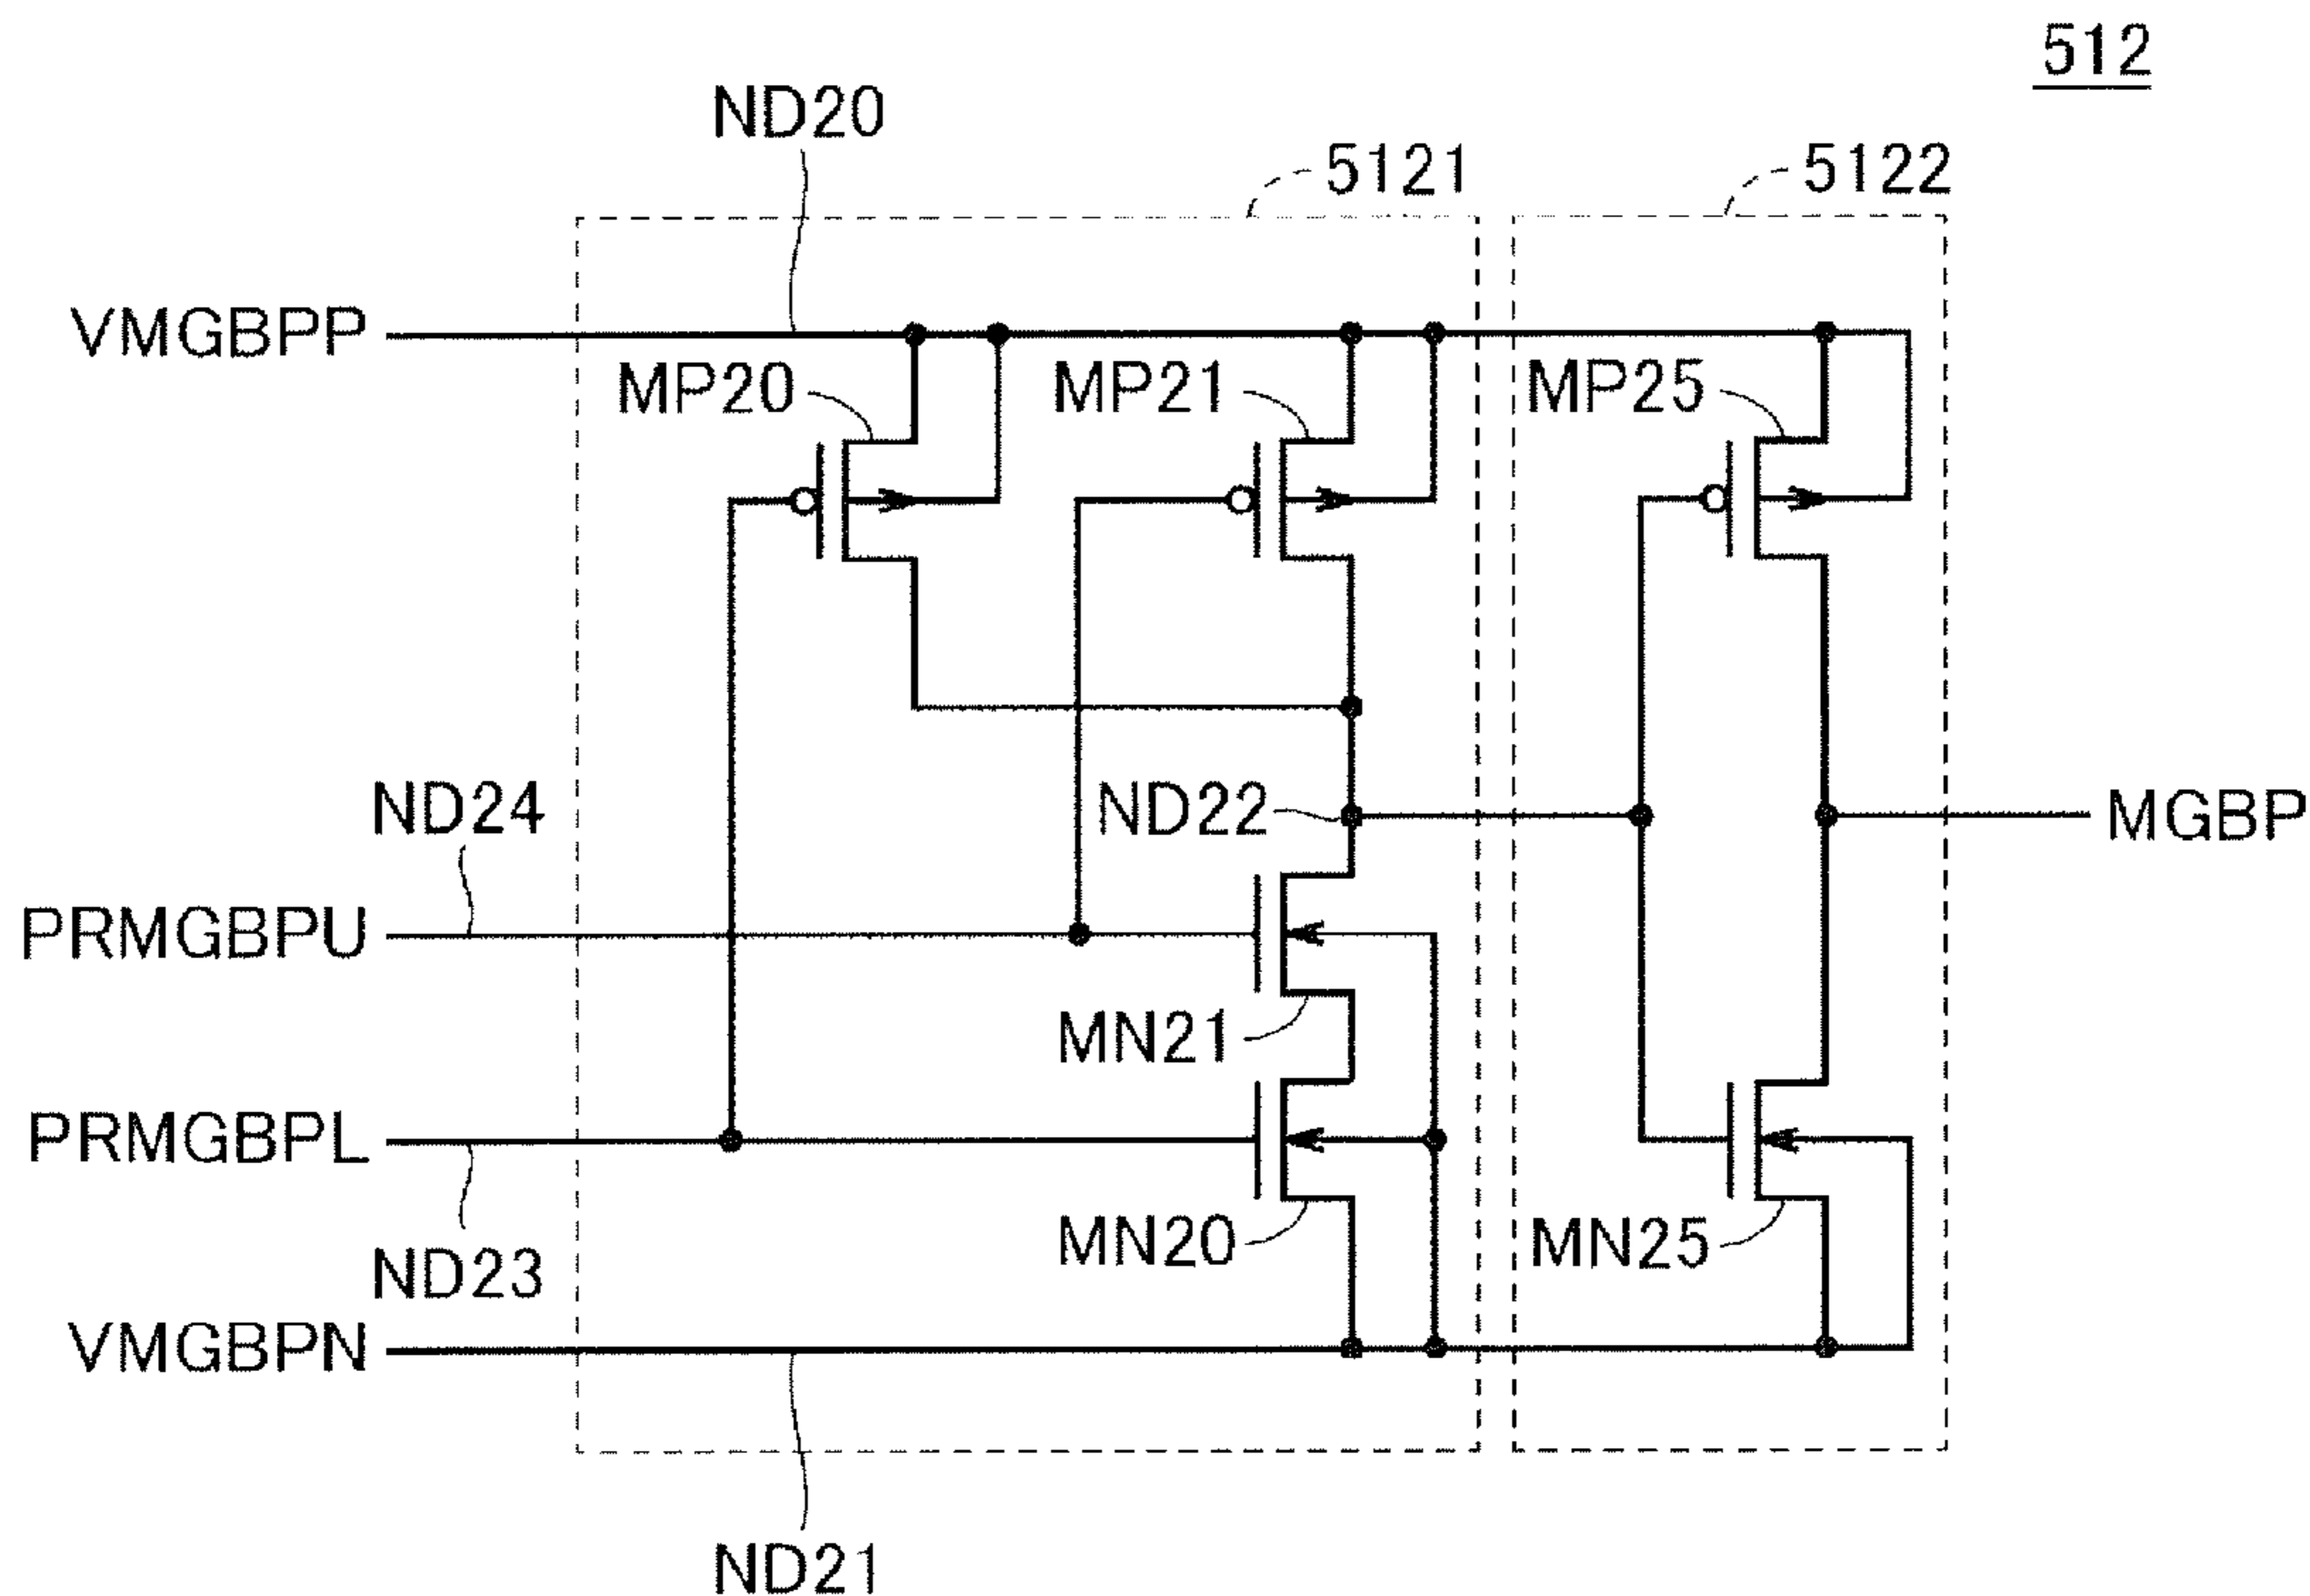 512
ND20
5121
5122
VMGBPP
MP20
MP21
MP25
ND24
ND22
MGBP
PRMGBPU
MN21
PRMGBPL
MN20
MN25
ND23
VMGBPN
ND21